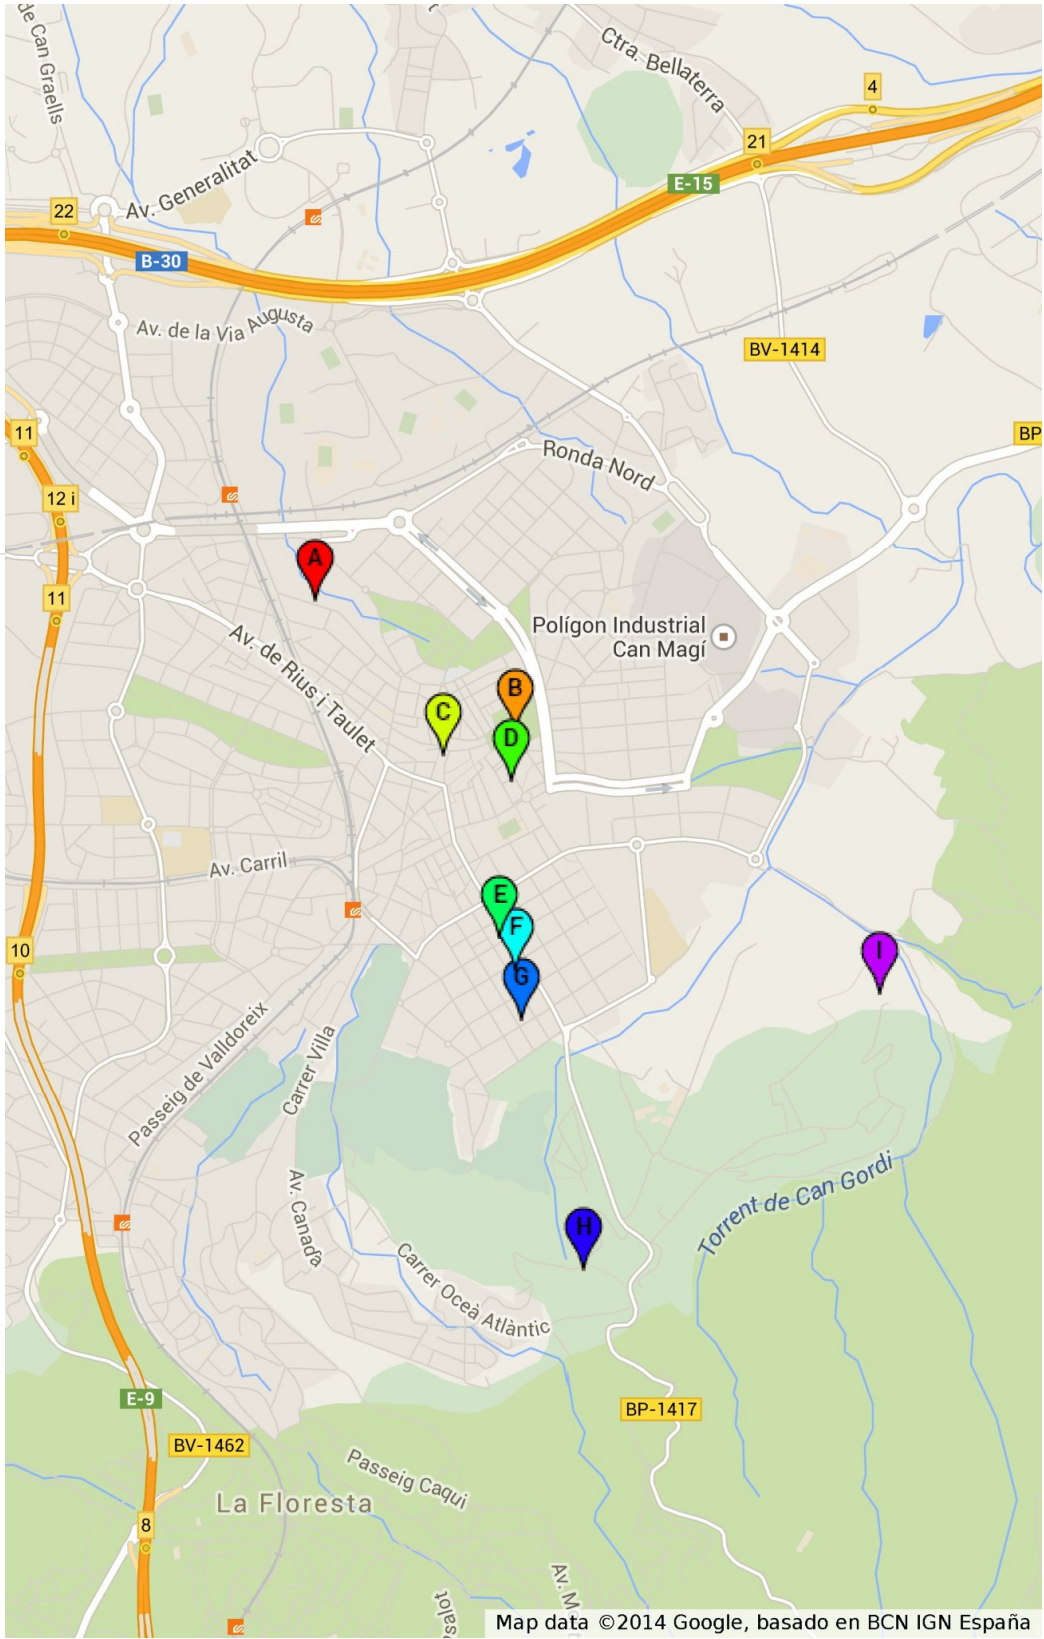 de Can Graells
Ctra. Bellaterra
4
21
E-15
Av. Generalitat
22
B-30
Av. de la Via Augusta
BV-1414
11
BP
Ronda Nord
12 i
A
11
Polígon Industrial
Can Magí
Av. de Rius i Taulet
B
C
D
Av. Carril
E
F
G
I
10
Passeig de Valldoreix
Carrer Villa
Torrent de Can Gordi
Av. Canadà
H
Carrer Oceà Atlàntic
E-9
BP-1417
BV-1462
Passeig Caqui
La Floresta
8
Map data ©2014 Google, basado en BCN IGN España